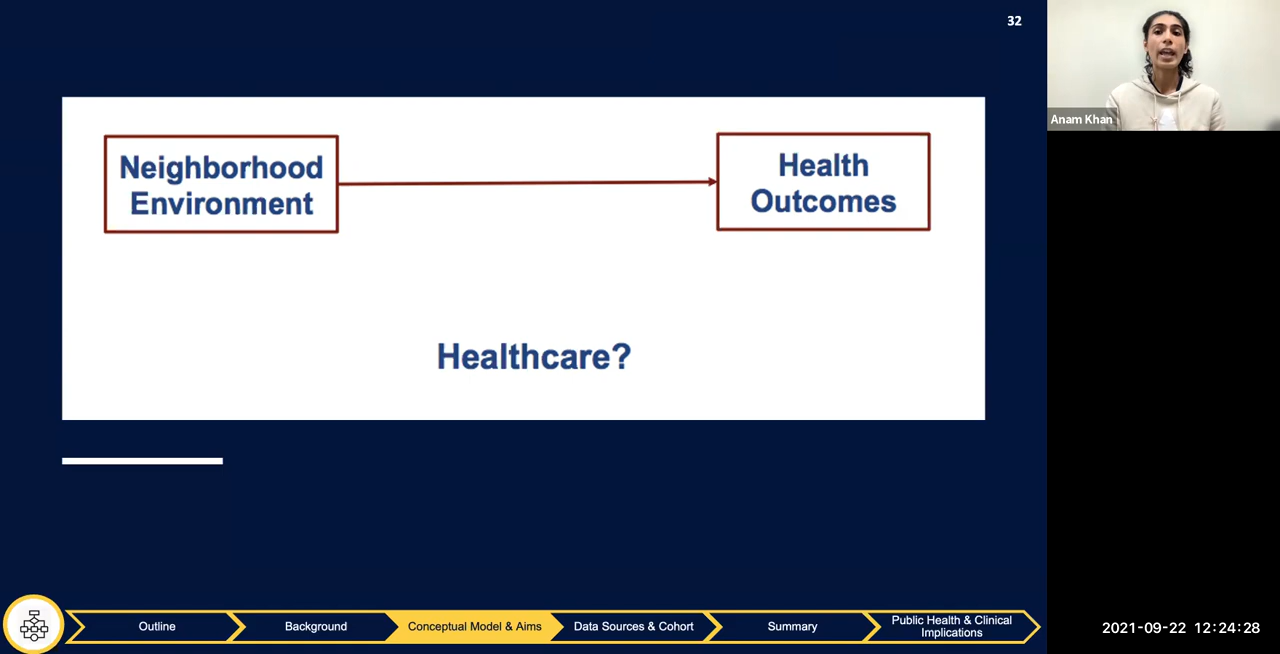 32
Neighborhood
Environment
Health
Outcomes
Healthcare?
Anam Khan
Outline
Background
Conceptual Model & Aims
Data Sources & Cohort
Summary
Public Health & Clinical
Implications
2021-09-22 12:24:28